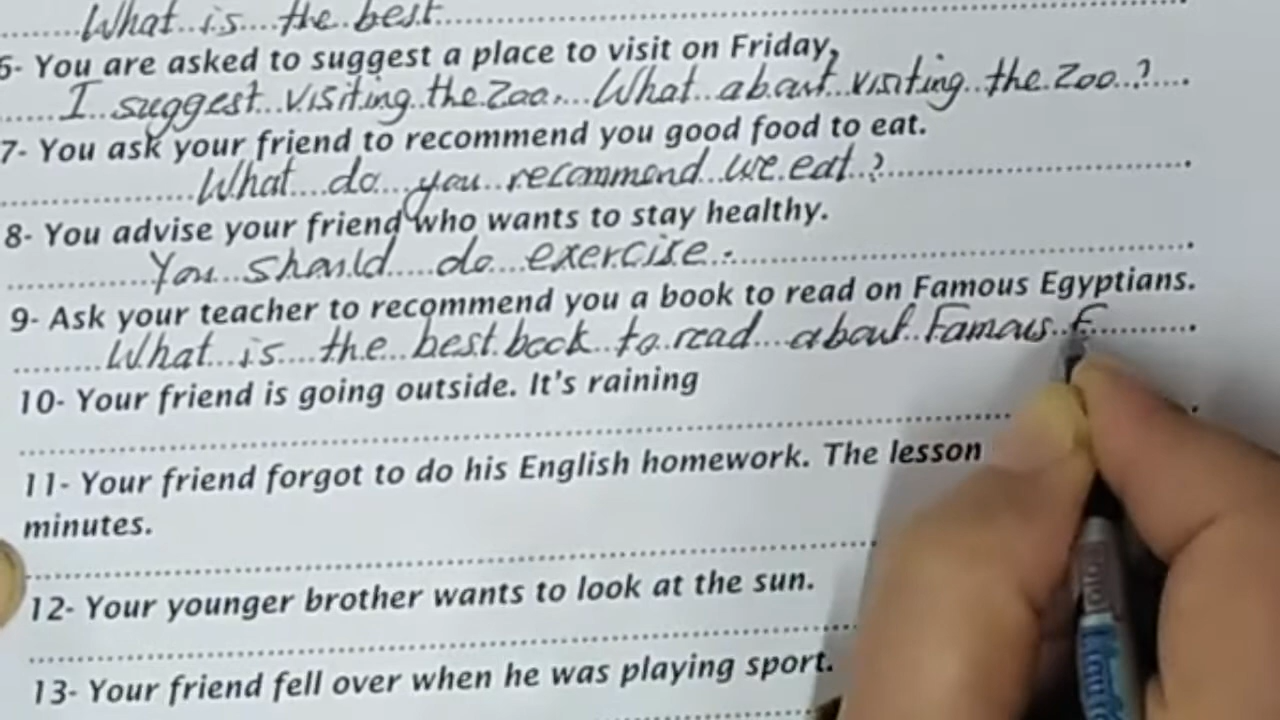 What is the best
6- You are asked to suggest a place to visit on Friday,
I suggest visiting the Zoo. What about visiting the Zoo ?
7- You ask your friend to recommend you good food to eat.
What do you recommend we eat ?
8- You advise your friend who wants to stay healthy.
You should do exercise.
9- Ask your teacher to recommend you a book to read on Famous Egyptians.
What is the best book to read about Famous E
10- Your friend is going outside. It's raining
11- Your friend forgot to do his English homework. The lesson
minutes.
12- Your younger brother wants to look at the sun.
13- Your friend fell over when he was playing sport.